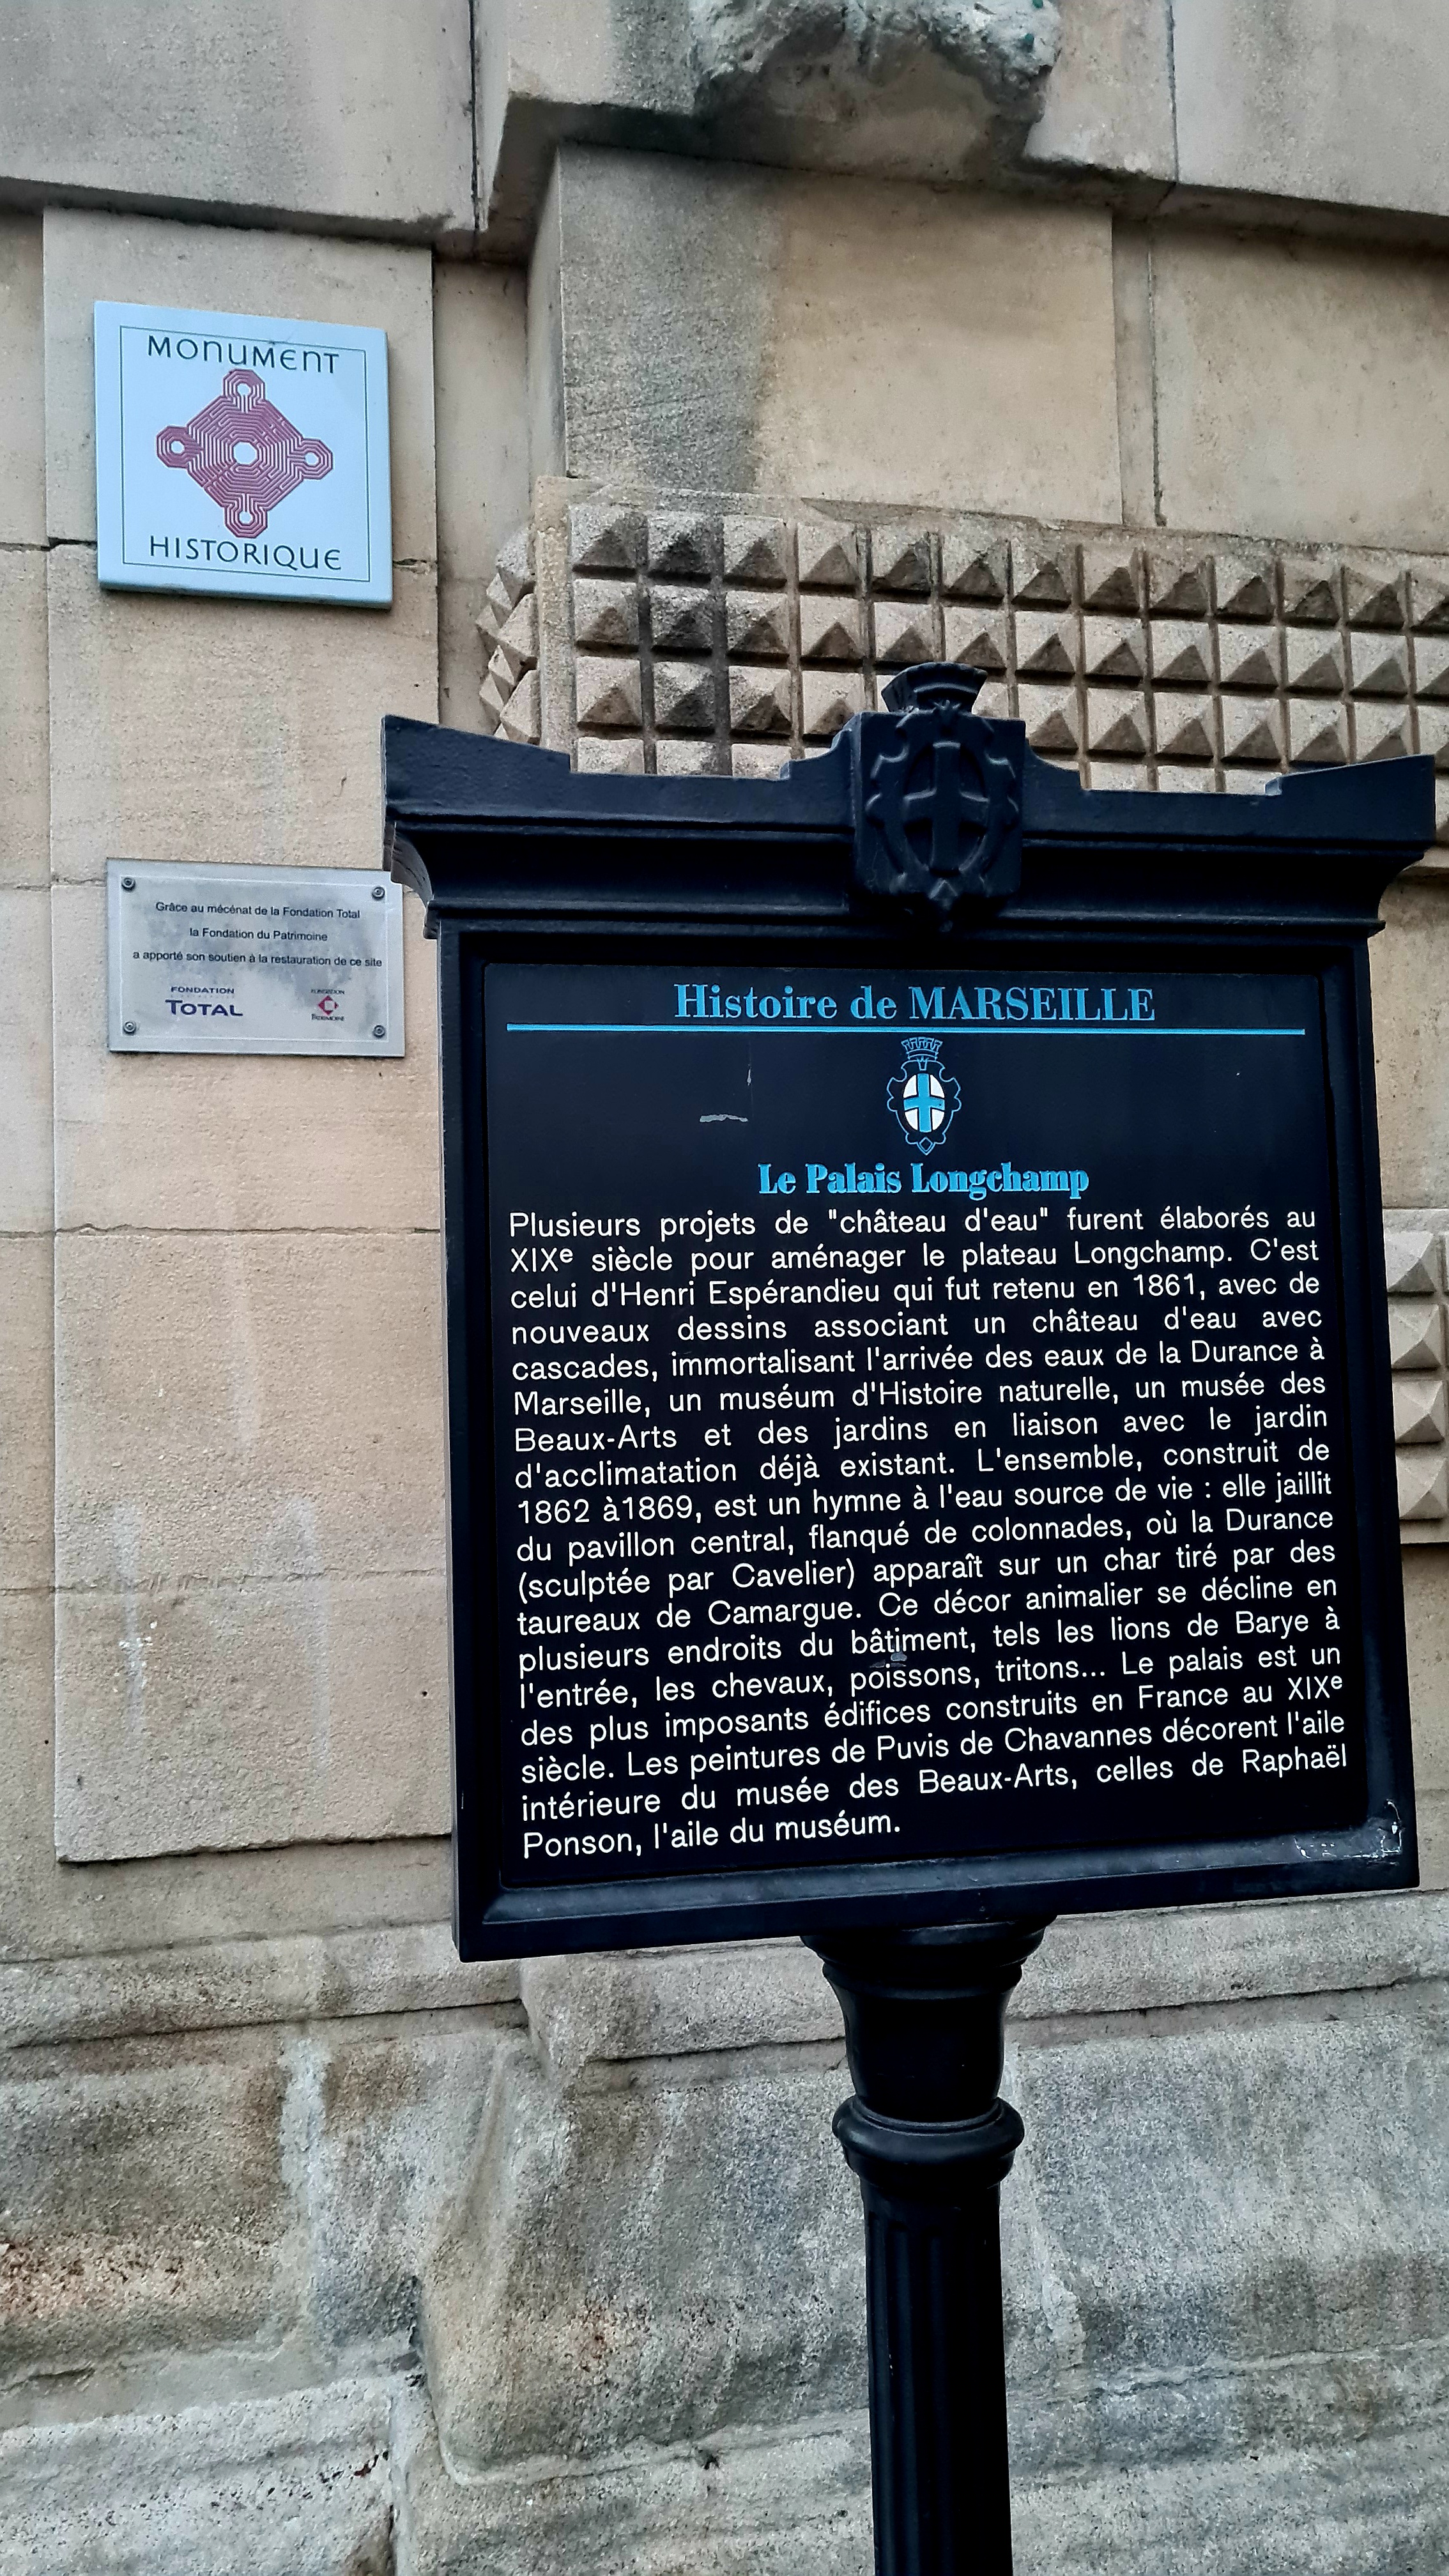 MONUMENT
HISTORIQUE
Grâce au mécénat de la Fondation Total
la Fondation du Patrimoine
a apporté son soutien à la restauration de ce site
FONDATION
TOTAL
FONDATION
PATRIMOINE
Histoire de MARSEILLE
Le Palais Longchamp
Plusieurs projets de "château d'eau" furent élaborés au
XIXe siècle pour aménager le plateau Longchamp. C'est
celui d'Henri Espérandieu qui fut retenu en 1861, avec de
nouveaux dessins associant un château d'eau avec
cascades, immortalisant l'arrivée des eaux de la Durance à
Marseille, un muséum d'Histoire naturelle, un musée des
Beaux-Arts et des jardins en liaison avec le jardin
d'acclimatation déjà existant. L'ensemble, construit de
1862 à1869, est un hymne à l'eau source de vie : elle jaillit
du pavillon central, flanqué de colonnades, où la Durance
(sculptée par Cavelier) apparaît sur un char tiré par des
taureaux de Camargue. Ce décor animalier se décline en
plusieurs endroits du bâtiment, tels les lions de Barye à
l'entrée, les chevaux, poissons, tritons... Le palais est un
des plus imposants édifices construits en France au XIXe
siècle. Les peintures de Puvis de Chavannes décorent l'aile
intérieure du musée des Beaux-Arts, celles de Raphaël
Ponson, l'aile du muséum.